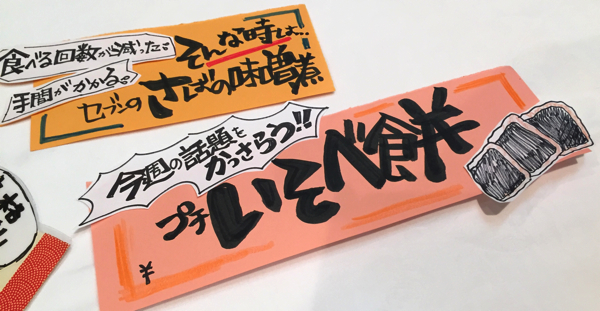 食べる回数が減った
手間がかかる
そんな時は…
セブンの さばの味噌煮
今週の話題を
かっさらう!!
プチ いそべ餅
¥